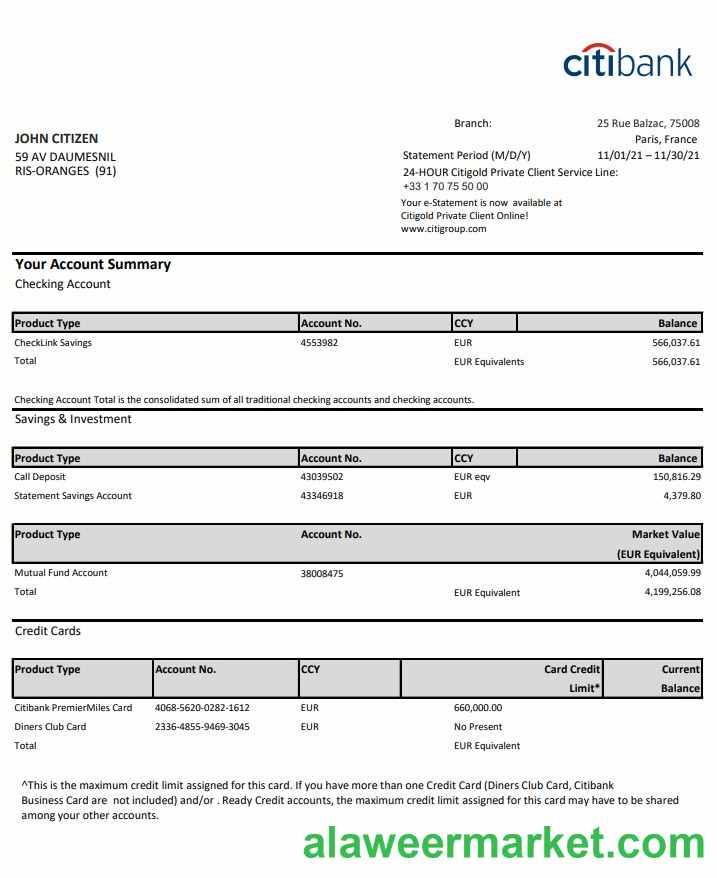 citibank
Branch: 25 Rue Balzac, 75008
Paris, France
JOHN CITIZEN
59 AV DAUMESNIL
RIS-ORANGES (91)
Statement Period (M/D/Y) 11/01/21 – 11/30/21
24-HOUR Citigold Private Client Service Line:
+33 1 70 75 50 00
Your e-Statement is now available at
Citigold Private Client Online!
www.citigroup.com
Your Account Summary
Checking Account
Product Type Account No. CCY Balance
CheckLink Savings 4553982 EUR 566,037.61
Total EUR Equivalents 566,037.61
Checking Account Total is the consolidated sum of all traditional checking accounts and checking accounts.
Savings & Investment
Product Type Account No. CCY Balance
Call Deposit 43039502 EUR eqv 150,816.29
Statement Savings Account 43346918 EUR 4,379.80
Product Type Account No. Market Value
(EUR Equivalent)
Mutual Fund Account 38008475 4,044,059.99
Total EUR Equivalent 4,199,256.08
Credit Cards
Product Type Account No. CCY Card Credit Current
Limit* Balance
Citibank PremierMiles Card 4068-5620-0282-1612 EUR 660,000.00
Diners Club Card 2336-4855-9469-3045 EUR No Present
Total EUR Equivalent
^This is the maximum credit limit assigned for this card. If you have more than one Credit Card (Diners Club Card, Citibank
Business Card are not included) and/or . Ready Credit accounts, the maximum credit limit assigned for this card may have to be shared
among your other accounts.
alaweermarket.com